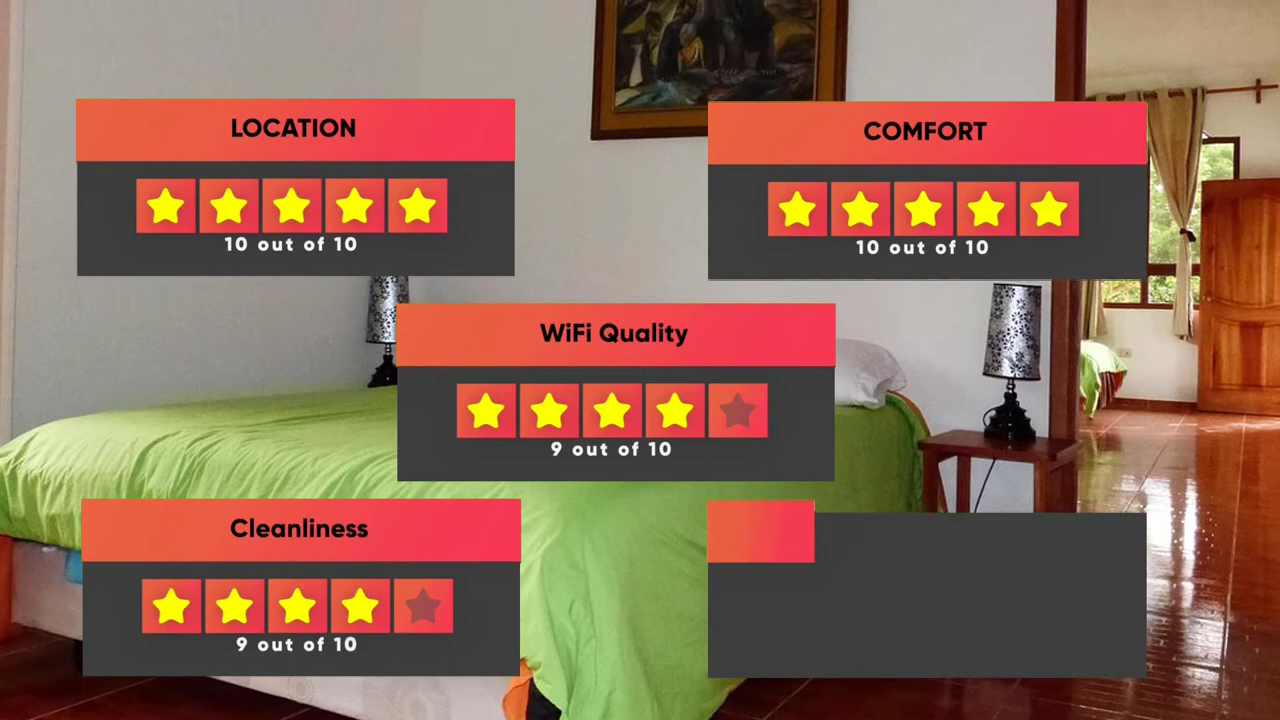 LOCATION
10 out of 10
COMFORT
10 out of 10
WiFi Quality
9 out of 10
Cleanliness
9 out of 10